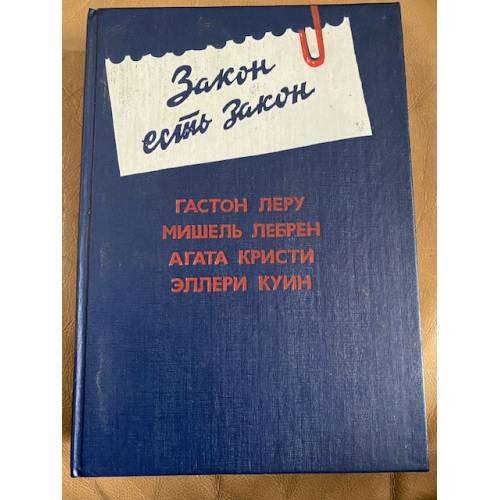 Закон
есть закон
ГАСТОН ЛЕРУ
МИШЕЛЬ ЛЕБРЕН
АГАТА КРИСТИ
ЭЛЛЕРИ КУИН